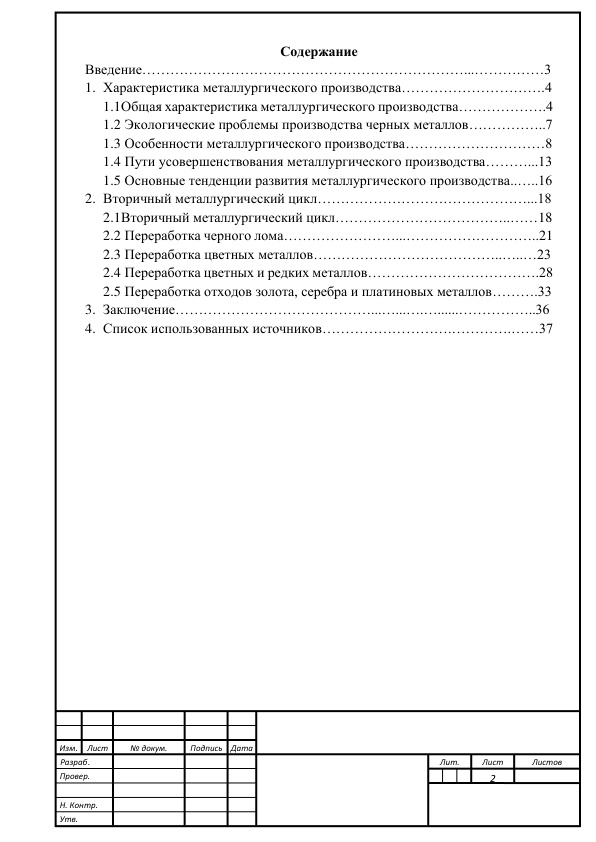 Содержание
Введение……………………………………………………………...……………3
1. Характеристика металлургического производства……………………….4
1.1Общая характеристика металлургического производства………………4
1.2 Экологические проблемы производства черных металлов……………..7
1.3 Особенности металлургического производства………………………8
1.4 Пути усовершенствования металлургического производства………...13
1.5 Основные тенденции развития металлургического производства..…..16
2. Вторичный металлургический цикл……………………………………...18
2.1Вторичный металлургический цикл……………………………..……18
2.2 Переработка черного лома……………………...……………………..21
2.3 Переработка цветных металлов………………………………..…..…23
2.4 Переработка цветных и редких металлов……………………………28
2.5 Переработка отходов золота, серебра и платиновых металлов……….33
3. Заключение…………………………………...…...…......……………..36
4. Список использованных источников……………………………….……37
Изм. Лист № докум. Подпись Дата
Разраб. Лит. Лист Листов
Провер. 2
Н. Контр.
Утв.